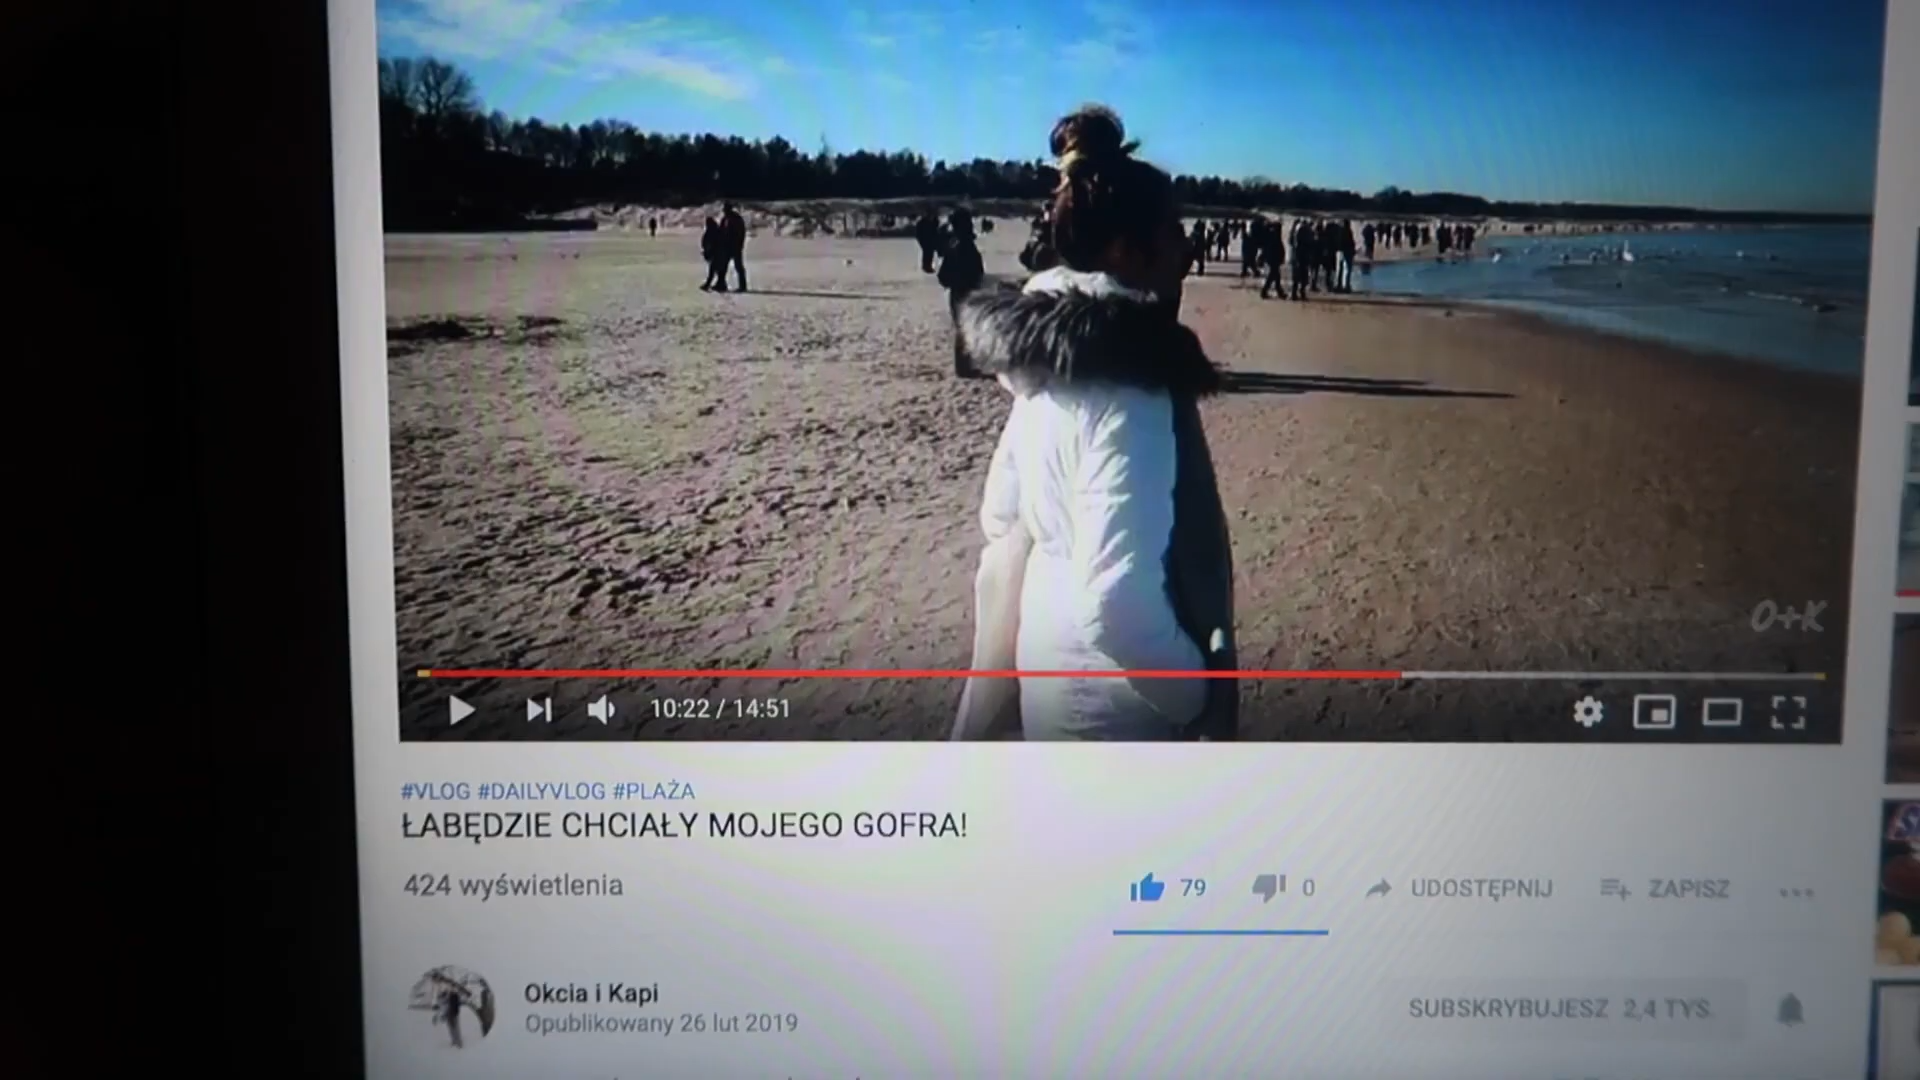 O+K
10:22 / 14:51
#VLOG #DAILYVLOG #PLAŻA
ŁABĘDZIE CHCIAŁY MOJEGO GOFRA!
424 wyświetlenia
79 0 UDOSTĘPNIJ ZAPISZ
Okcia i Kapi
Opublikowany 26 lut 2019
SUBSKRYBUJESZ 2,4 TYS.